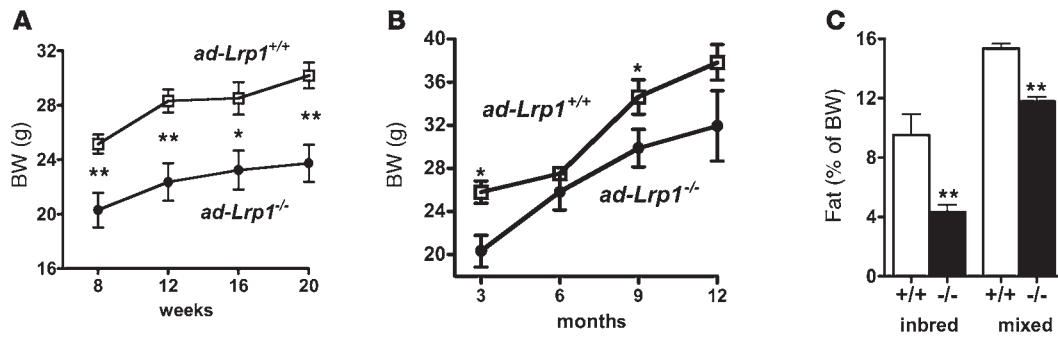 A
BW (g)
32
28
24
20
16
ad-Lrp1+/+
**
**
*
**
ad-Lrp1-/-
8 12 16 20
weeks
B
BW (g)
40
36
32
28
24
20
*
ad-Lrp1+/+
*
ad-Lrp1-/-
3 6 9 12
months
C
Fat (% of BW)
16
12
8
4
0
**
**
+/+ -/- +/+ -/-
inbred mixed